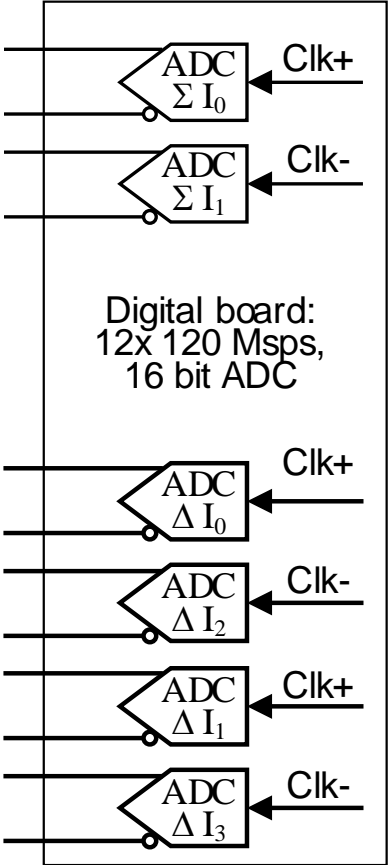 ADC
Σ I₀
Clk+
ADC
Σ I₁
Clk-
Digital board:
12x 120 Msps,
16 bit ADC
ADC
Δ I₀
Clk+
ADC
Δ I₂
Clk-
ADC
Δ I₁
Clk+
ADC
Δ I₃
Clk-